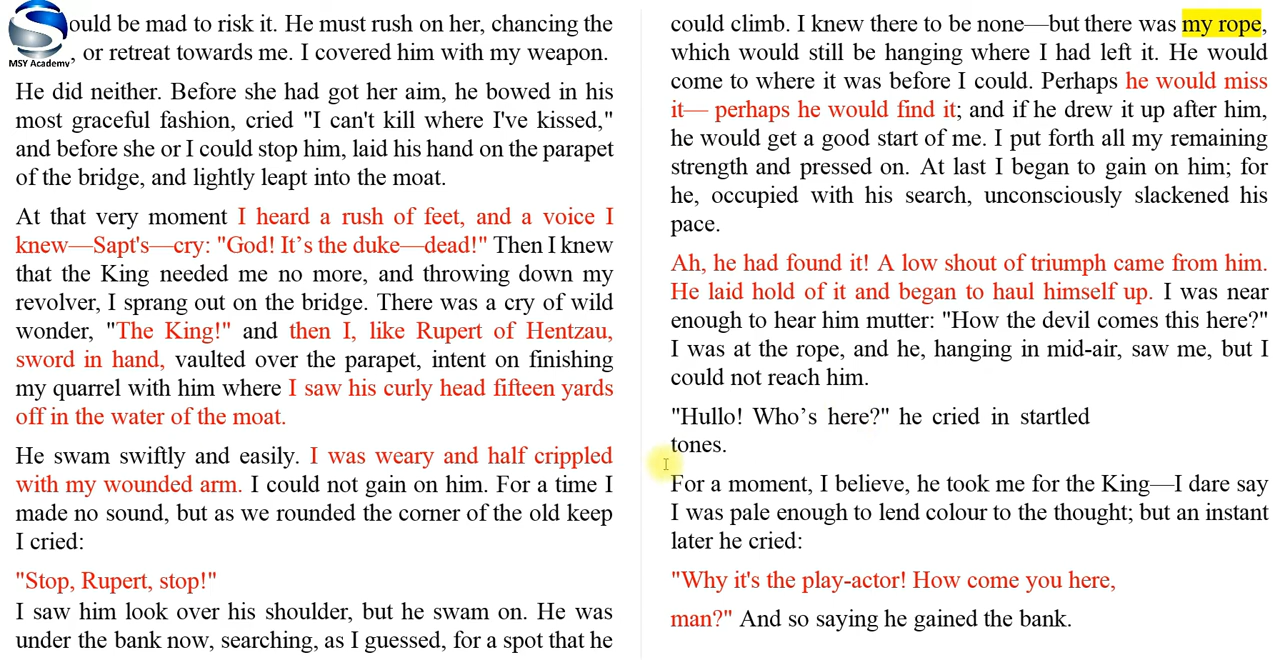 ould be mad to risk it. He must rush on her, chancing the
, or retreat towards me. I covered him with my weapon.
MSY Academy
He did neither. Before she had got her aim, he bowed in his
most graceful fashion, cried "I can't kill where I've kissed,"
and before she or I could stop him, laid his hand on the parapet
of the bridge, and lightly leapt into the moat.
At that very moment I heard a rush of feet, and a voice I
knew—Sapt's—cry: "God! It’s the duke—dead!" Then I knew
that the King needed me no more, and throwing down my
revolver, I sprang out on the bridge. There was a cry of wild
wonder, "The King!" and then I, like Rupert of Hentzau,
sword in hand, vaulted over the parapet, intent on finishing
my quarrel with him where I saw his curly head fifteen yards
off in the water of the moat.
He swam swiftly and easily. I was weary and half crippled
with my wounded arm. I could not gain on him. For a time I
made no sound, but as we rounded the corner of the old keep
I cried:
"Stop, Rupert, stop!"
I saw him look over his shoulder, but he swam on. He was
under the bank now, searching, as I guessed, for a spot that he
could climb. I knew there to be none—but there was my rope,
which would still be hanging where I had left it. He would
come to where it was before I could. Perhaps he would miss
it— perhaps he would find it; and if he drew it up after him,
he would get a good start of me. I put forth all my remaining
strength and pressed on. At last I began to gain on him; for
he, occupied with his search, unconsciously slackened his
pace.
Ah, he had found it! A low shout of triumph came from him.
He laid hold of it and began to haul himself up. I was near
enough to hear him mutter: "How the devil comes this here?"
I was at the rope, and he, hanging in mid-air, saw me, but I
could not reach him.
"Hullo! Who’s here?" he cried in startled
tones.
For a moment, I believe, he took me for the King—I dare say
I was pale enough to lend colour to the thought; but an instant
later he cried:
"Why it's the play-actor! How come you here,
man?" And so saying he gained the bank.